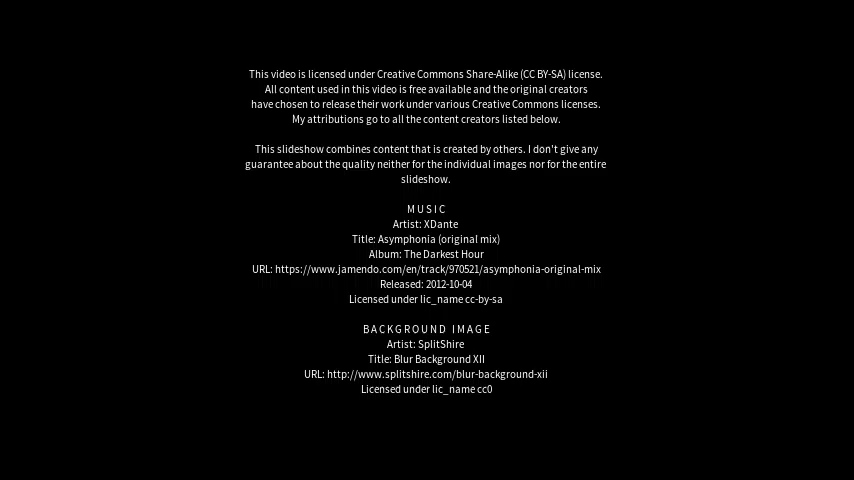 This video is licensed under Creative Commons Share-Alike (CC BY-SA) license.
All content used in this video is free available and the original creators
have chosen to release their work under various Creative Commons licenses.
My attributions go to all the content creators listed below.
This slideshow combines content that is created by others. I don't give any
guarantee about the quality neither for the individual images nor for the entire
slideshow.
MUSIC
Artist: XDante
Title: Asymphonia (original mix)
Album: The Darkest Hour
URL: https://www.jamendo.com/en/track/970521/asymphonia-original-mix
Released: 2012-10-04
Licensed under lic_name cc-by-sa
BACKGROUND IMAGE
Artist: SplitShire
Title: Blur Background XII
URL: http://www.splitshire.com/blur-background-xii
Licensed under lic_name cc0